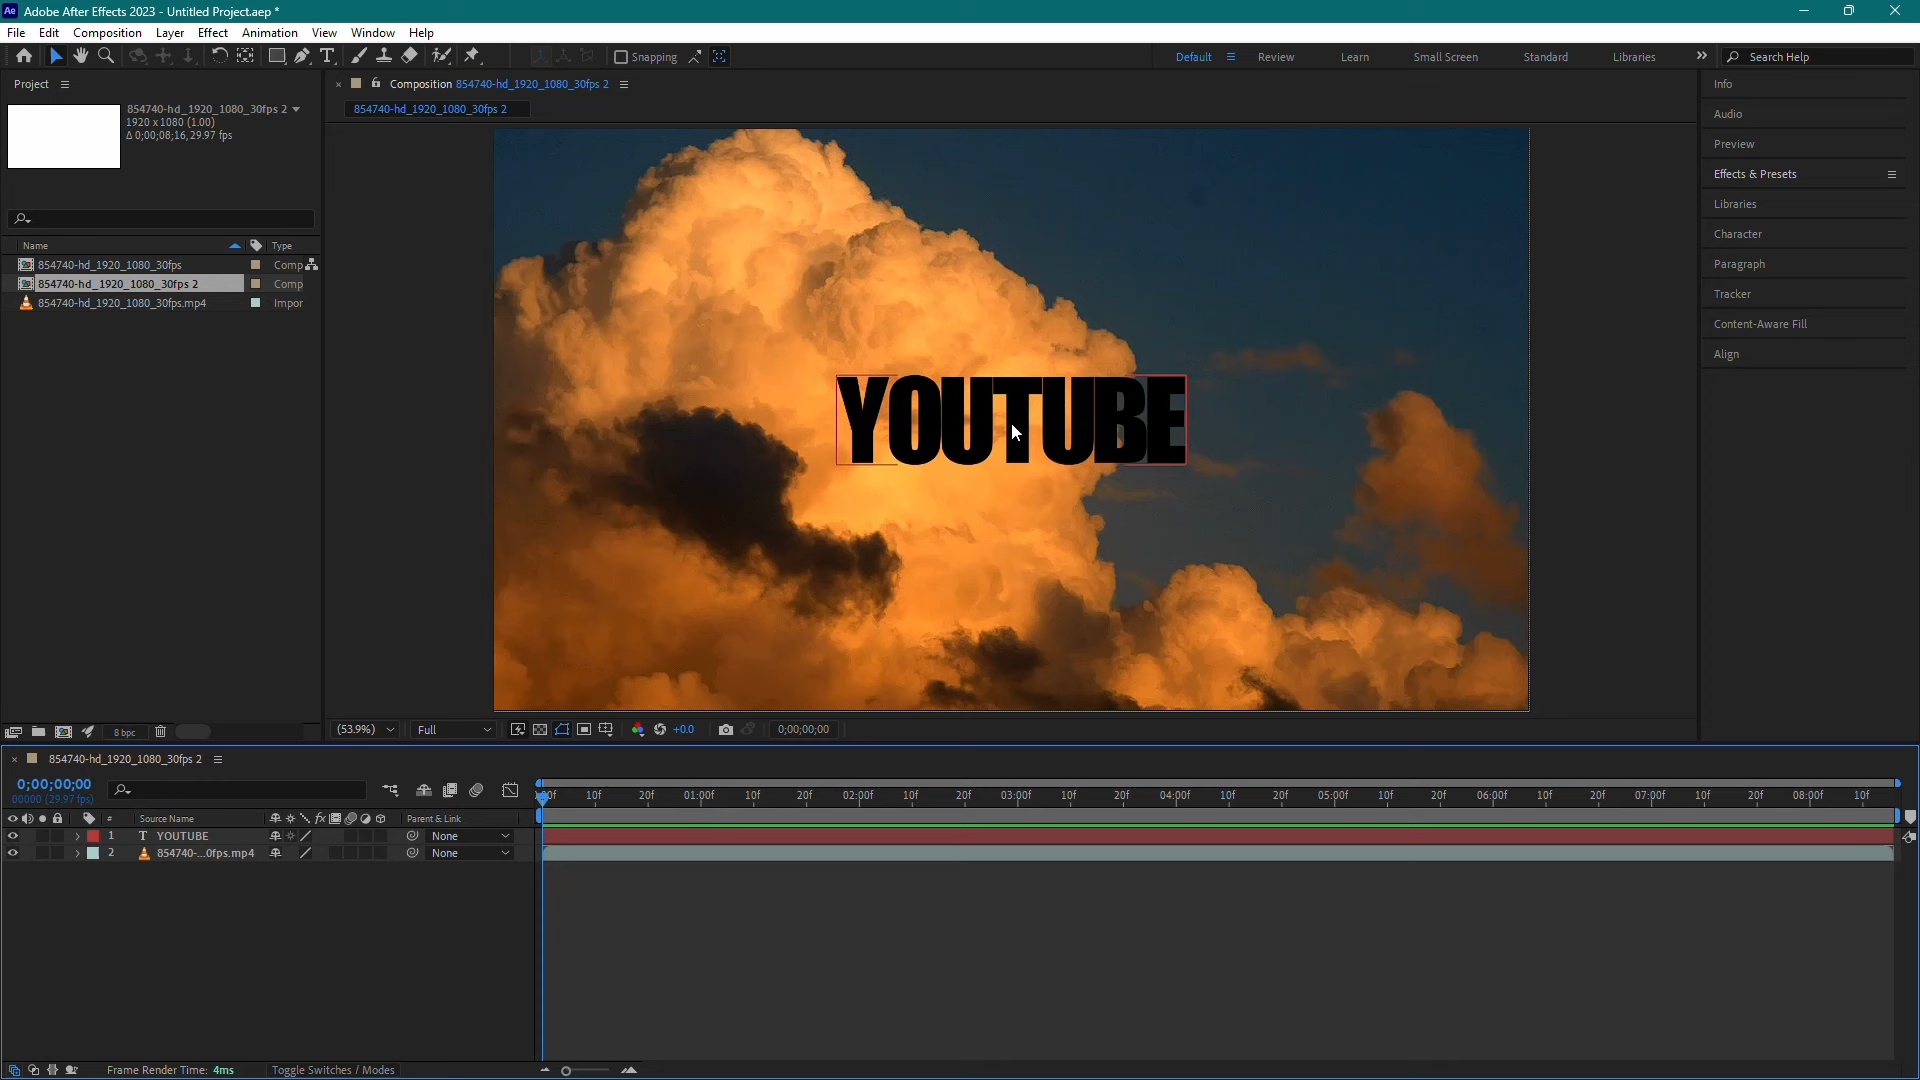 Ae Adobe After Effects 2023 - Untitled Project.aep *
File Edit Composition Layer Effect Animation View Window Help
Snapping
Default Review Learn Small Screen Standard Libraries » Search Help
Project
854740-hd_1920_1080_30fps 2
1920 x 1080 (1.00)
Δ 0;00;08;16, 29.97 fps
Composition 854740-hd_1920_1080_30fps 2
854740-hd_1920_1080_30fps 2
Name Type
854740-hd_1920_1080_30fps Comp
854740-hd_1920_1080_30fps 2 Comp
854740-hd_1920_1080_30fps.mp4 Impor
YOUTUBE
Info
Audio
Preview
Effects & Presets
Libraries
Character
Paragraph
Tracker
Content-Aware Fill
Align
8 bpc
(53.9%) Full +0.0 0;00;00;00
854740-hd_1920_1080_30fps 2
0;00;00;00
00000 (29.97 fps)
10f 20f 01:00f 10f 20f 02:00f 10f 20f 03:00f 10f 20f 04:00f 10f 20f 05:00f 10f 20f 06:00f 10f 20f 07:00f 10f 20f 08:00f 10f
# Source Name fx Parent & Link
1 T YOUTUBE None
2 854740-...0fps.mp4 None
Frame Render Time: 4ms Toggle Switches / Modes